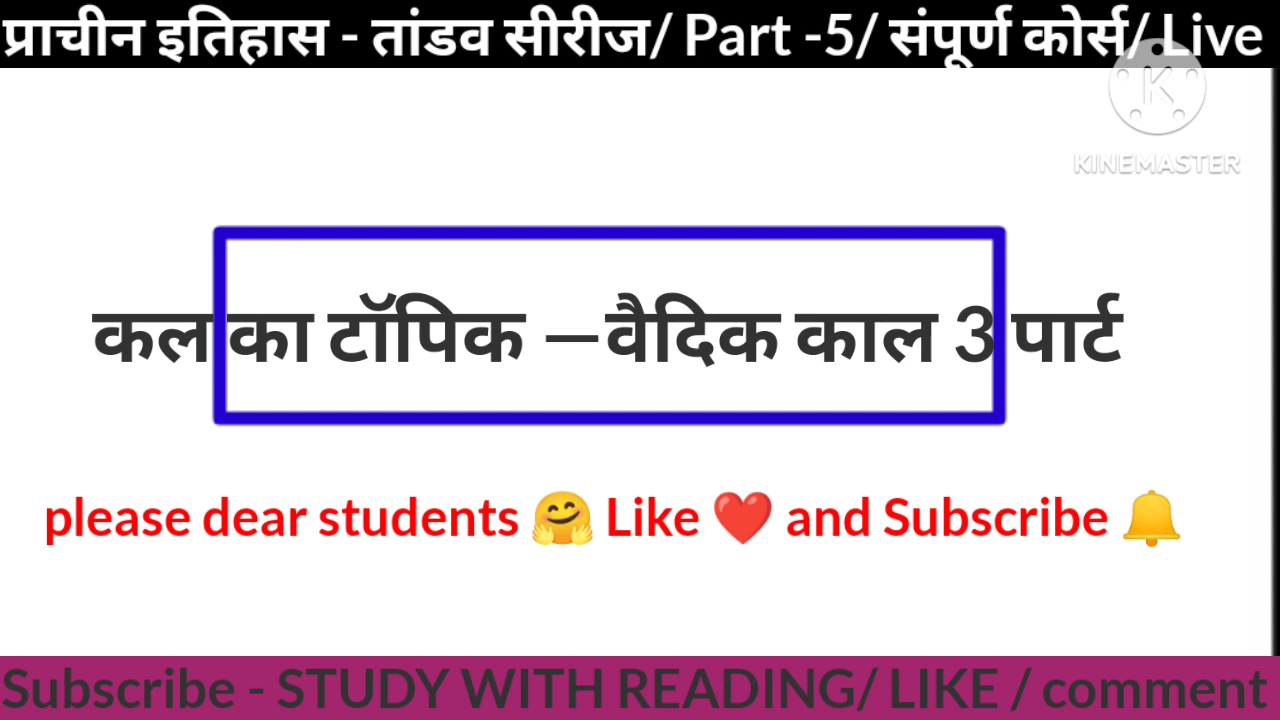 प्राचीन इतिहास - तांडव सीरीज/ Part -5/ संपूर्ण कोर्स/ Live
K
KINEMASTER
कल का टॉपिक —वैदिक काल 3 पार्ट
please dear students 🤗 Like ❤️ and Subscribe 🔔
Subscribe - STUDY WITH READING/ LIKE / comment